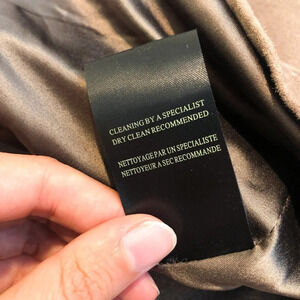 CLEANING BY A SPECIALIST
DRY CLEAN RECOMMENDED
NETTOYAGE PAR UN SPECIALISTE
NETTOYEUR A SEC RECOMMANDE